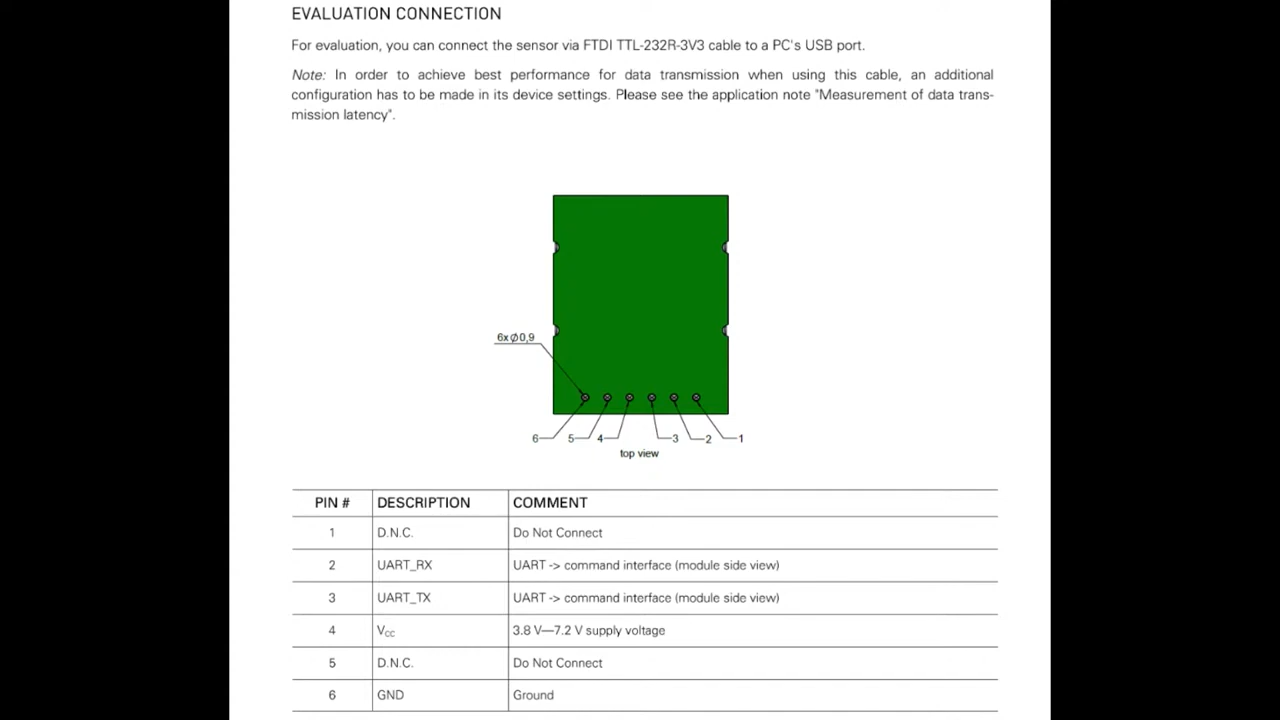 EVALUATION CONNECTION
For evaluation, you can connect the sensor via FTDI TTL-232R-3V3 cable to a PC's USB port.
Note: In order to achieve best performance for data transmission when using this cable, an additional
configuration has to be made in its device settings. Please see the application note "Measurement of data trans-
mission latency".
6xØ0,9
6 5 4 3 2 1
top view
PIN # DESCRIPTION COMMENT
1 D.N.C. Do Not Connect
2 UART_RX UART -> command interface (module side view)
3 UART_TX UART -> command interface (module side view)
4 VCC 3.8 V—7.2 V supply voltage
5 D.N.C. Do Not Connect
6 GND Ground